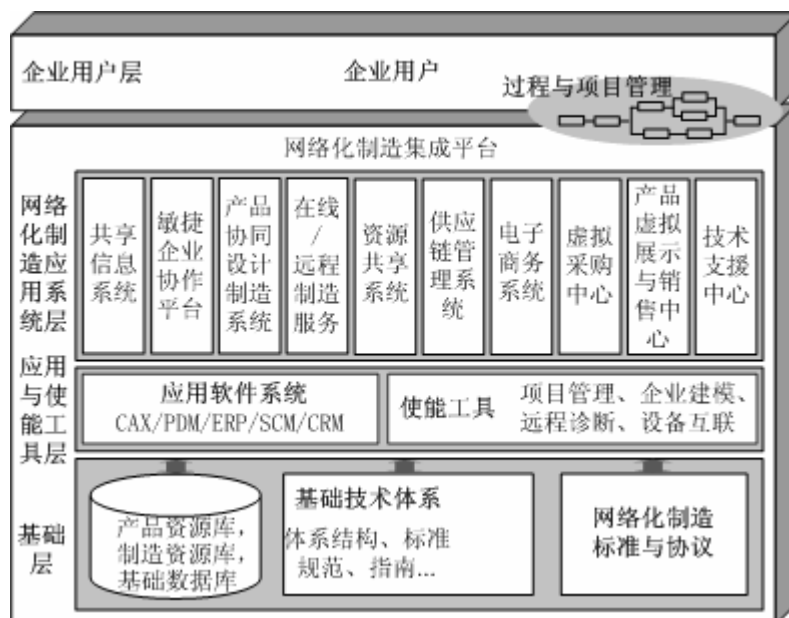 企业用户层
企业用户
过程与项目管理
网络化制造集成平台
网络
化制
造应
用系
统层
共享
信息
系统
敏捷
企业
协作
平台
产品
协同
设计
制造
系统
在线
/
远程
制造
服务
资源
共享
系统
供应
链管
理系
统
电子
商务
系统
虚拟
采购
中心
产品
虚拟
展示
与销
售中
心
技术
支援
中心
应用
与使
能工
具层
应用软件系统
CAX/PDM/ERP/SCM/CRM
使能工具
项目管理、企业建模、
远程诊断、设备互联
基础
层
产品资源库,
制造资源库,
基础数据库
基础技术体系
体系结构、标准
规范、指南...
网络化制造
标准与协议